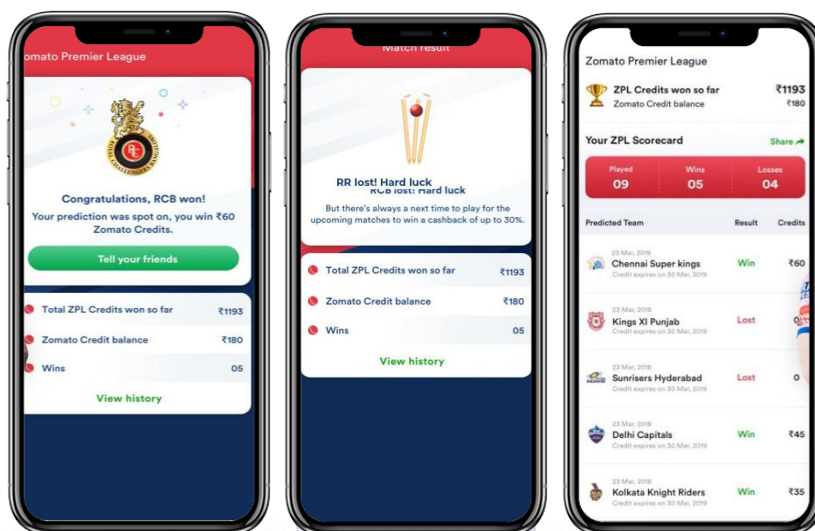 omato Premier League
Congratulations, RCB won!
Your prediction was spot on, you win ₹60
Zomato Credits.
Tell your friends
Total ZPL Credits won so far ₹1193
Zomato Credit balance ₹180
Wins 05
View history
Match result
RR lost! Hard luck
RCB lost! Hard luck
But there's always a next time to play for the
upcoming matches to win a cashback of up to 30%.
Total ZPL Credits won so far ₹1193
Zomato Credit balance ₹180
Wins 05
View history
Zomato Premier League
ZPL Credits won so far ₹1193
Zomato Credit balance ₹180
Your ZPL Scorecard Share
Played Wins Losses
09 05 04
Predicted Team Result Credits
23 Mar, 2019
Chennai Super kings Win ₹60
Credit expires on 30 Mar, 2019
23 Mar, 2018
Kings XI Punjab Lost 0
Credit expires on 30 Mar, 2019
23 Mar, 2018
Sunrisers Hyderabad Lost 0
Credit expires on 30 Mar, 2019
23 Mar, 2018
Delhi Capitals Win ₹45
Credit expires on 30 Mar, 2019
23 Mar, 2018
Kolkata Knight Riders Win ₹35
Credit expires on 30 Mar, 2019